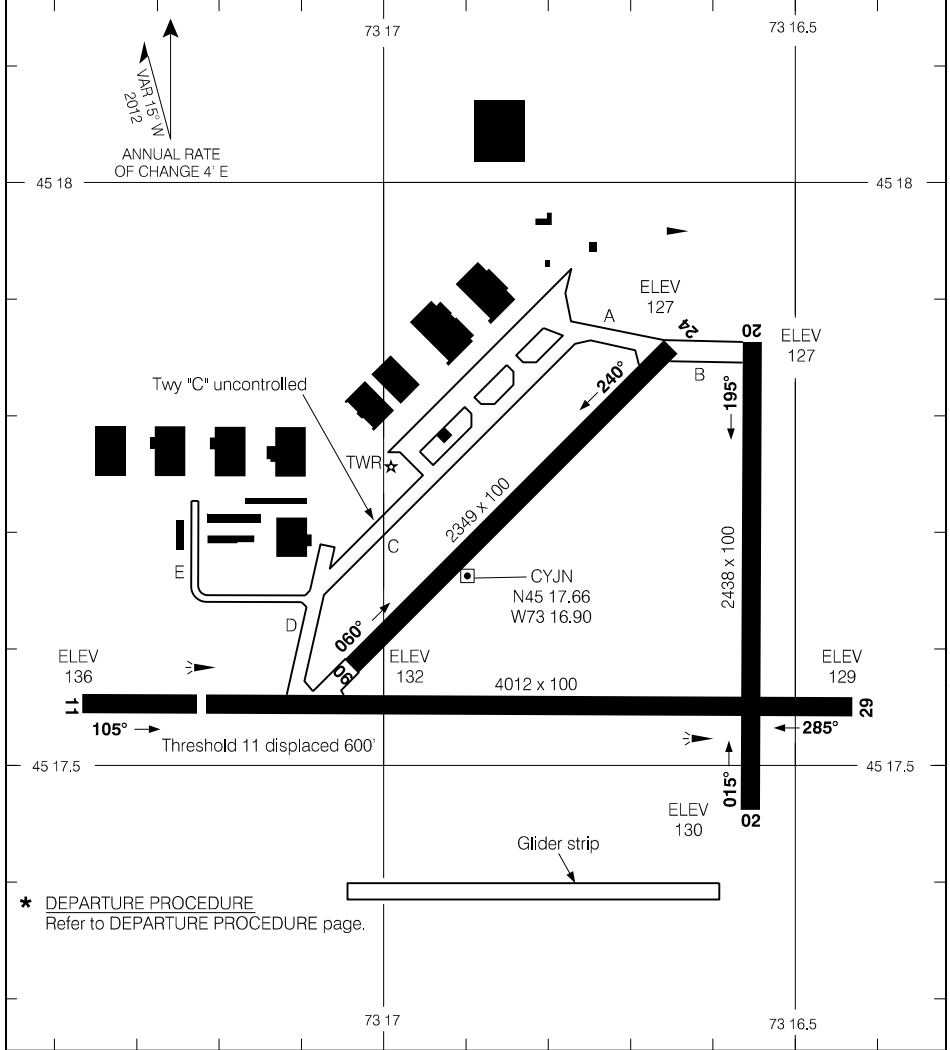 73 17
73 16.5
VAR 15° W
2012
ANNUAL RATE
OF CHANGE 4' E
45 18
45 18
ELEV
127
A
24
20
ELEV
127
B
Twy "C" uncontrolled
240°
195°
TWR
2349 x 100
C
2438 x 100
E
CYJN
N45 17.66
W73 16.90
D
060°
06
ELEV
136
ELEV
132
ELEV
129
4012 x 100
11
29
105°
285°
Threshold 11 displaced 600'
45 17.5
45 17.5
015°
ELEV
130
02
Glider strip
* DEPARTURE PROCEDURE
Refer to DEPARTURE PROCEDURE page.
73 17
73 16.5